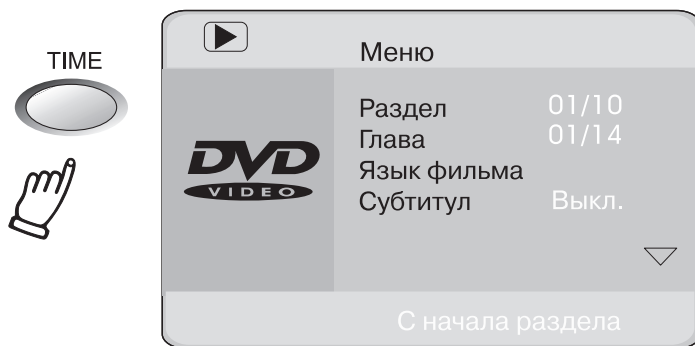 TIME
Меню
Раздел 01/10
Глава 01/14
Язык фильма
Субтитул Выкл.
DVD
VIDEO
С начала раздела